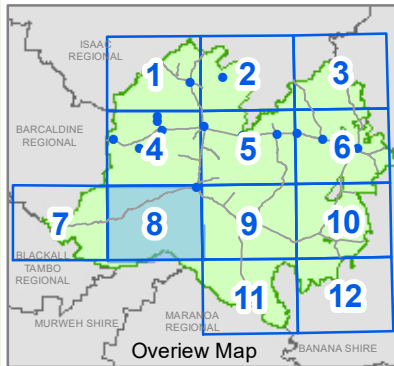 ISAAC
REGIONAL
1
2
3
BARCALDINE
REGIONAL
4
5
6
7
8
9
10
BLACKALL
TAMBO
REGIONAL
11
12
MURWEH SHIRE
MARANOA
REGIONAL
BANANA SHIRE
Overiew Map